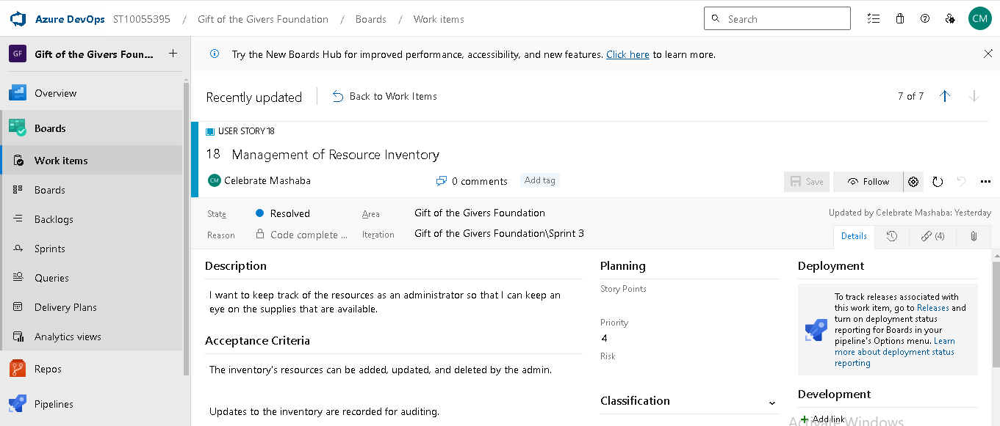 Azure DevOps ST10055395 / Gift of the Givers Foundation / Boards / Work items
Search
CM
GF Gift of the Givers Foun... +
Try the New Boards Hub for improved performance, accessibility, and new features. Click here to learn more.
Overview
Boards
Work items
Boards
Backlogs
Sprints
Queries
Delivery Plans
Analytics views
Repos
Pipelines
Recently updated
Back to Work Items
7 of 7
USER STORY 18
18 Management of Resource Inventory
CM Celebrate Mashaba
0 comments
Add tag
Save
Follow
State Resolved
Area Gift of the Givers Foundation
Updated by Celebrate Mashaba: Yesterday
Reason Code complete ...
Iteration Gift of the Givers Foundation\Sprint 3
Details
(4)
Description
I want to keep track of the resources as an administrator so that I can keep an
eye on the supplies that are available.
Acceptance Criteria
The inventory's resources can be added, updated, and deleted by the admin.
Updates to the inventory are recorded for auditing.
Planning
Story Points
Priority
4
Risk
Classification
Deployment
To track releases associated with
this work item, go to Releases and
turn on deployment status
reporting for Boards in your
pipeline's Options menu. Learn
more about deployment status
reporting
Development
+ Add link
Activate Windows